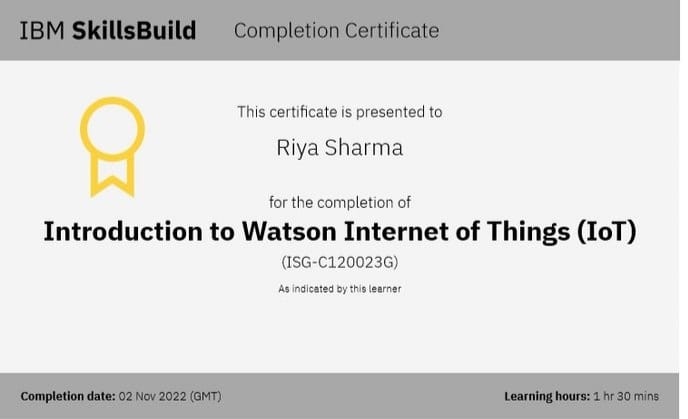 IBM SkillsBuild Completion Certificate
This certificate is presented to
Riya Sharma
for the completion of
Introduction to Watson Internet of Things (IoT)
(ISG-C120023G)
As indicated by this learner
Completion date: 02 Nov 2022 (GMT) Learning hours: 1 hr 30 mins